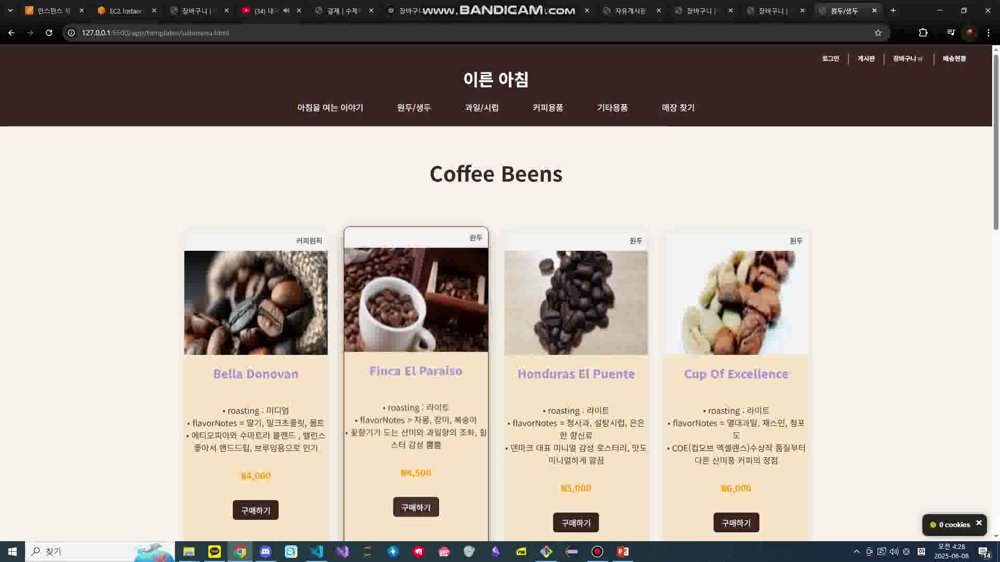 인스턴스 세
EC2 Instanc
장바구니 |
(34) 내
결제 | 수제
장바구니
WWW.BANDICAM.COM
자유게시판
장바구니 |
장바구니 |
원두/생두
127.0.0.1:5500/app/templates/submenu.html
로그인
게시판
장바구니
배송현황
이른 아침
아침을 여는 이야기
원두/생두
과일/시럽
커피용품
기타용품
매장 찾기
Coffee Beens
커피원픽
원두
원두
원두
Bella Donovan
• roasting : 미디엄
• flavorNotes = 딸기, 밀크초콜릿, 몰트
• 에티오피아와 수마트라 블렌드 , 밸런스
좋아서 핸드드립, 브루잉용으로 인기
₩4,000
구매하기
Finca El Paraiso
• roasting : 라이트
• flavorNotes = 자몽, 장미, 복숭아
• 꽃향기가 도는 산미와 과일향의 조화, 힙
스터 감성 뿜뿜
₩4,500
구매하기
Honduras El Puente
• roasting : 라이트
• flavorNotes = 청사과, 설탕시럽, 은은
한 향신료
• 덴마크 대표 미니멀 감성 로스터리, 맛도
미니멀하게 깔끔
₩5,000
구매하기
Cup Of Excellence
• roasting : 라이트
• flavorNotes = 열대과일, 재스민, 청포
도
• COE(컵오브 엑셀렌스)수상작 품질부터
다른 산미풍 커피의 정점
₩6,000
구매하기
0 cookies
찾기
오전 4:28
2025-06-08
14